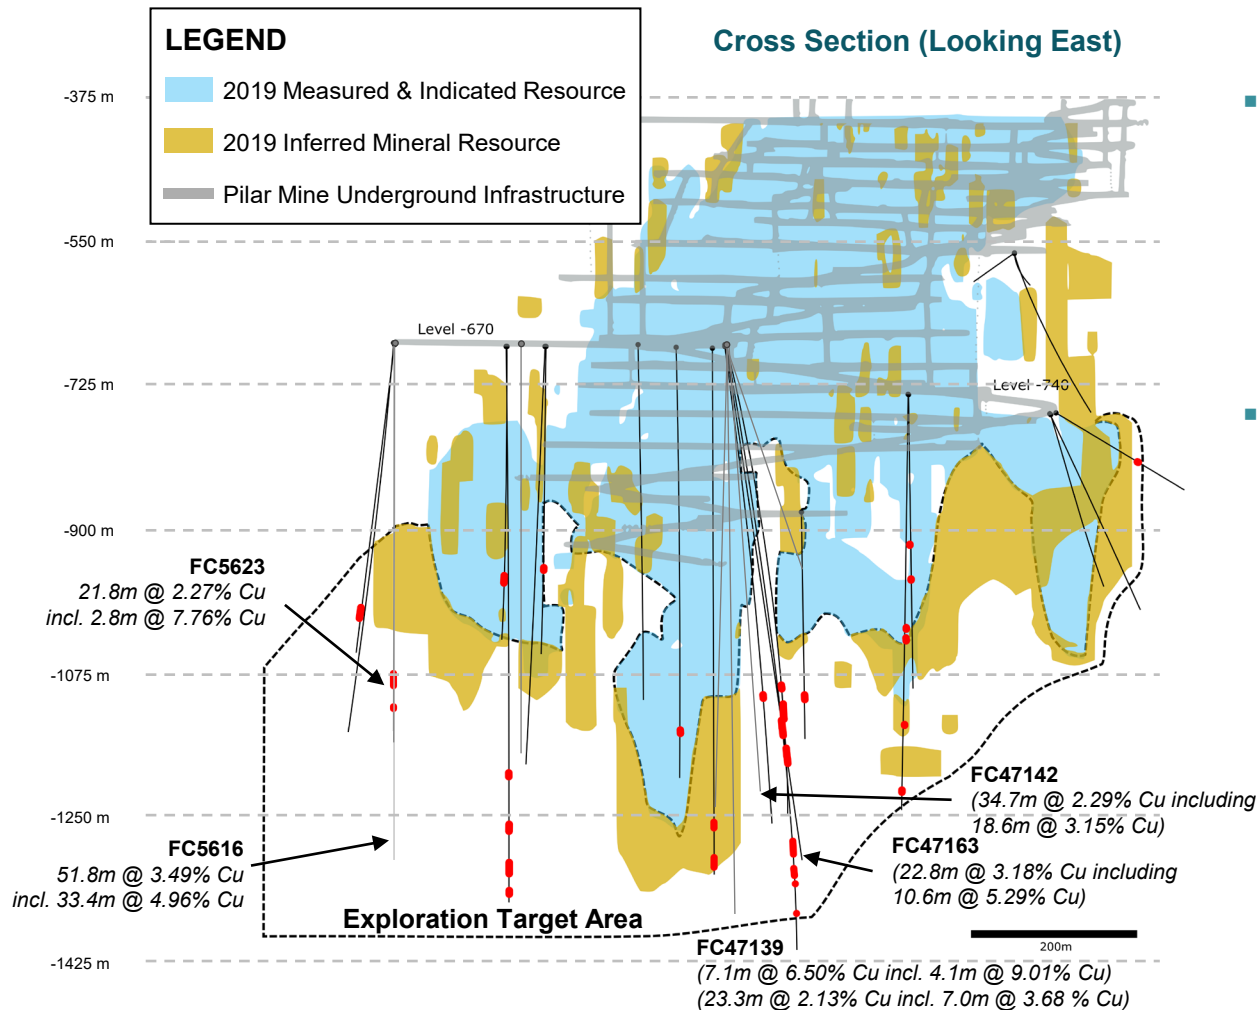 LEGEND
2019 Measured & Indicated Resource
2019 Inferred Mineral Resource
Pilar Mine Underground Infrastructure
Cross Section (Looking East)
-375 m
-550 m
Level -670
-725 m
Level -740
-900 m
FC5623
21.8m @ 2.27% Cu
incl. 2.8m @ 7.76% Cu
-1075 m
FC47142
(34.7m @ 2.29% Cu including
18.6m @ 3.15% Cu)
-1250 m
FC5616
51.8m @ 3.49% Cu
incl. 33.4m @ 4.96% Cu
FC47163
(22.8m @ 3.18% Cu including
10.6m @ 5.29% Cu)
Exploration Target Area
200m
FC47139
(7.1m @ 6.50% Cu incl. 4.1m @ 9.01% Cu)
(23.3m @ 2.13% Cu incl. 7.0m @ 3.68 % Cu)
-1425 m